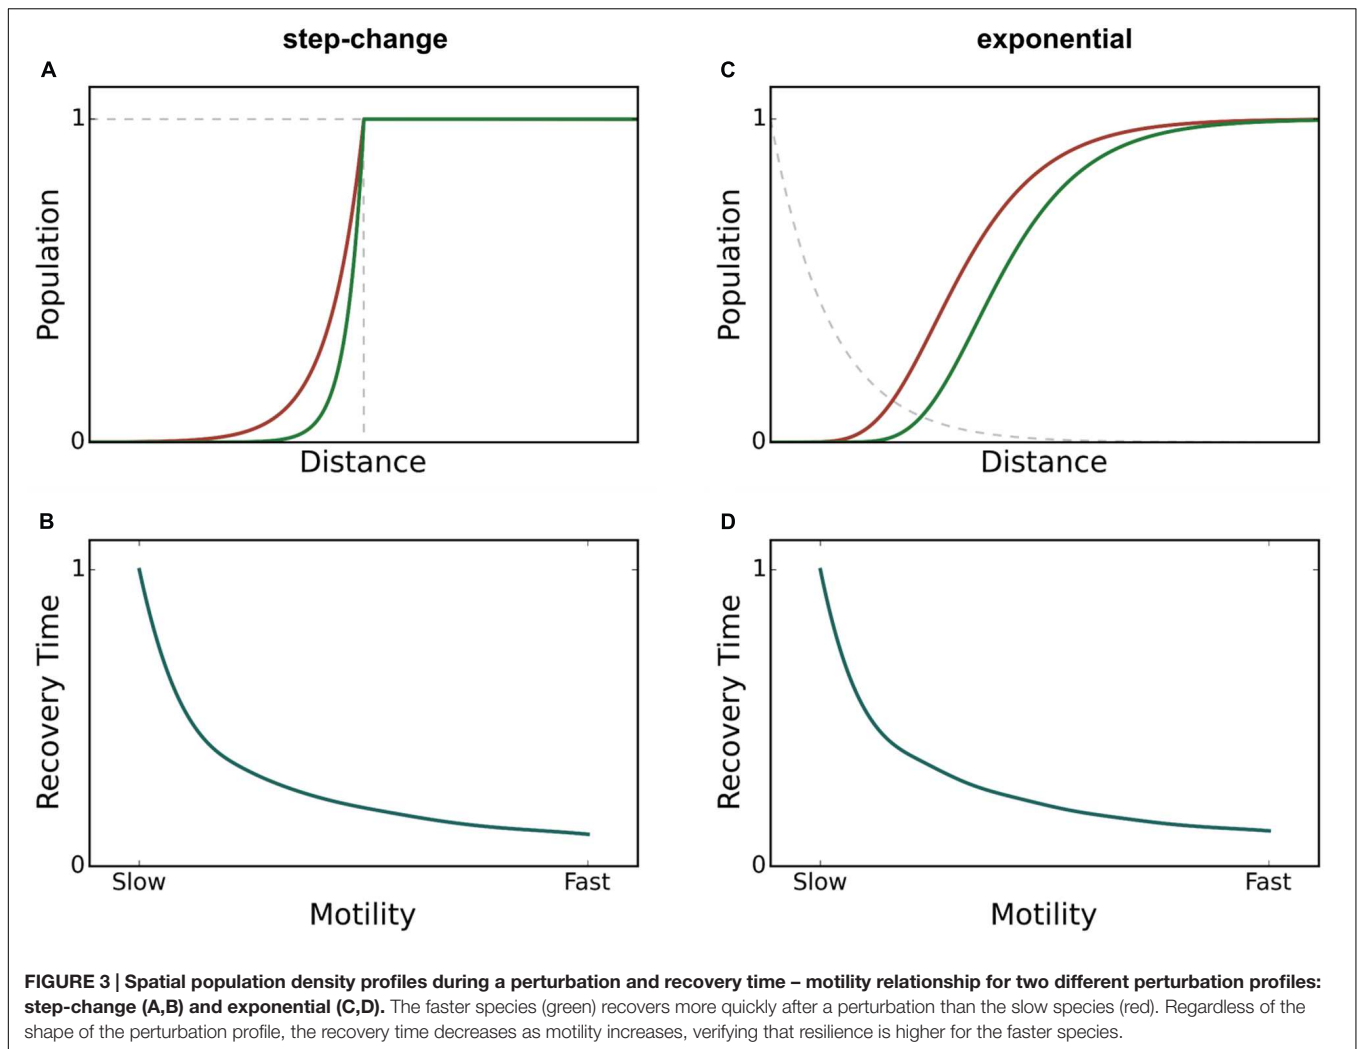 step-change
A
1
Population
0
Distance
B
1
Recovery Time
0
Slow
Fast
Motility
exponential
C
1
Population
0
Distance
D
1
Recovery Time
0
Slow
Fast
Motility
FIGURE 3 | Spatial population density profiles during a perturbation and recovery time – motility relationship for two different perturbation profiles:
step-change (A,B) and exponential (C,D). The faster species (green) recovers more quickly after a perturbation than the slow species (red). Regardless of the
shape of the perturbation profile, the recovery time decreases as motility increases, verifying that resilience is higher for the faster species.